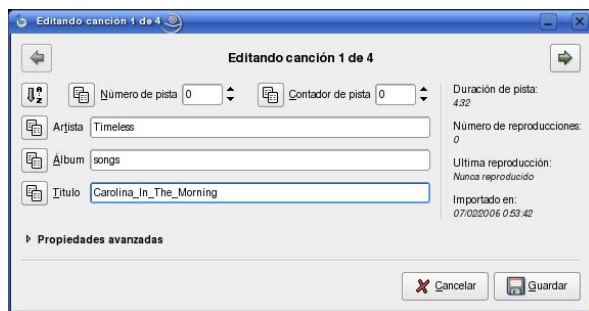 Editando canción 1 de 4
Editando canción 1 de 4
Número de pista 0 Contador de pista 0
Artista Timeless
Álbum songs
Título Carolina_In_The_Morning
Propiedades avanzadas
Duración de pista:
4:32
Número de reproducciones:
0
Ultima reproducción:
Nunca reproducido
Importado en:
07/02/2006 0:53:42
Cancelar Guardar